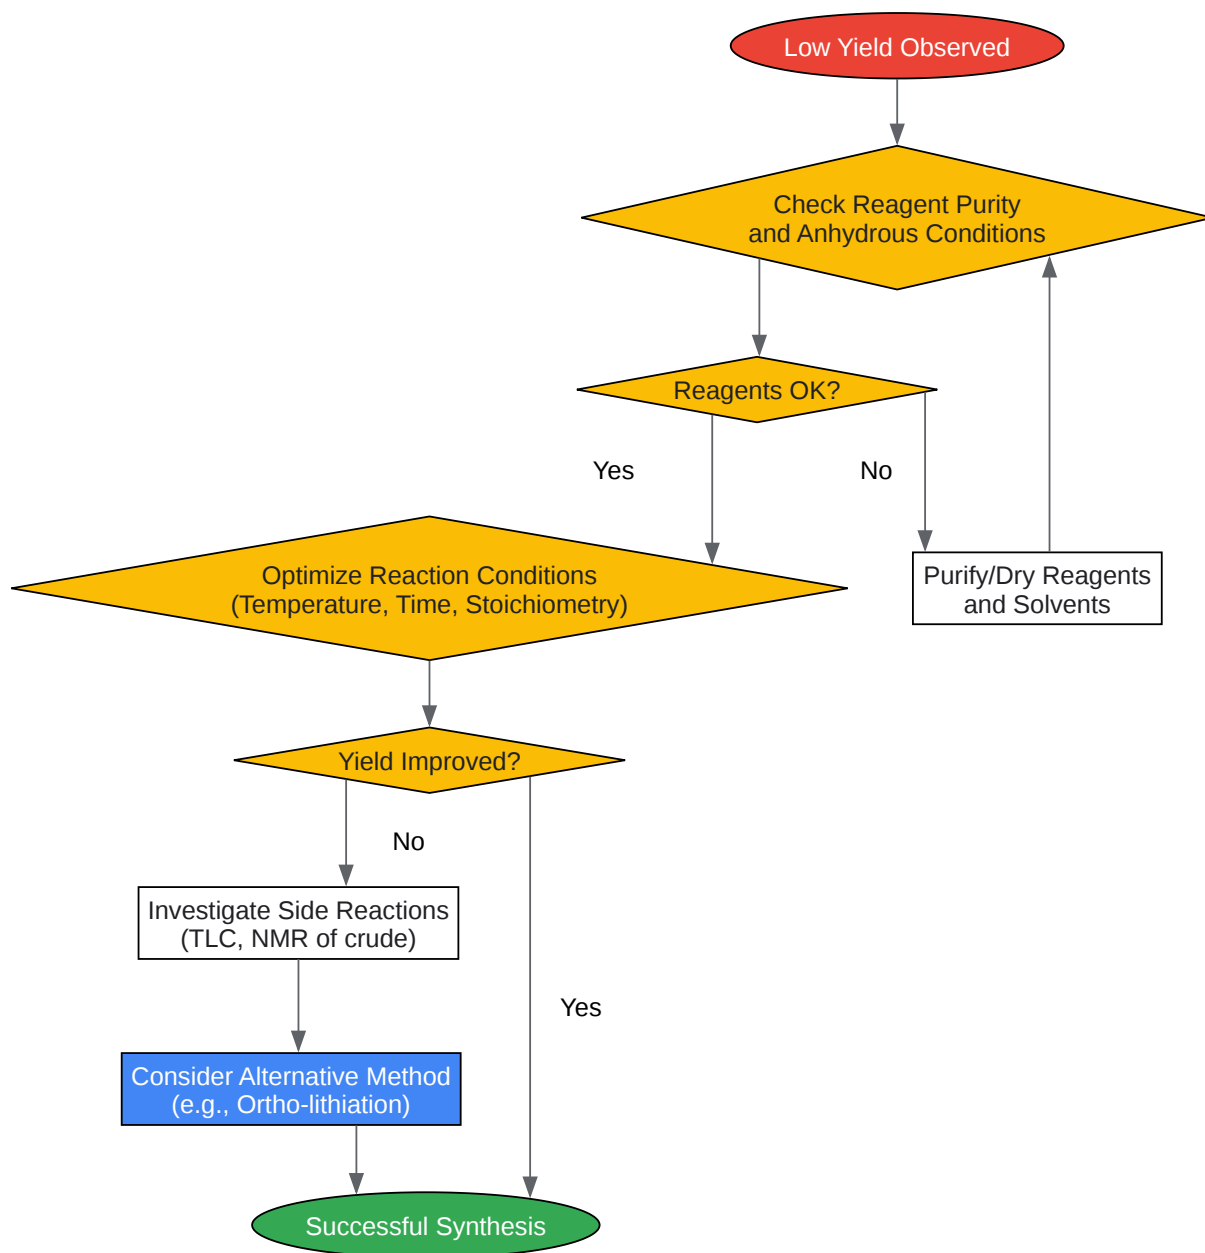 Low Yield Observed
Check Reagent Purity
and Anhydrous Conditions
Reagents OK?
Yes
No
Optimize Reaction Conditions
(Temperature, Time, Stoichiometry)
Purify/Dry Reagents
and Solvents
Yield Improved?
No
Investigate Side Reactions
(TLC, NMR of crude)
Yes
Consider Alternative Method
(e.g., Ortho-lithiation)
Successful Synthesis